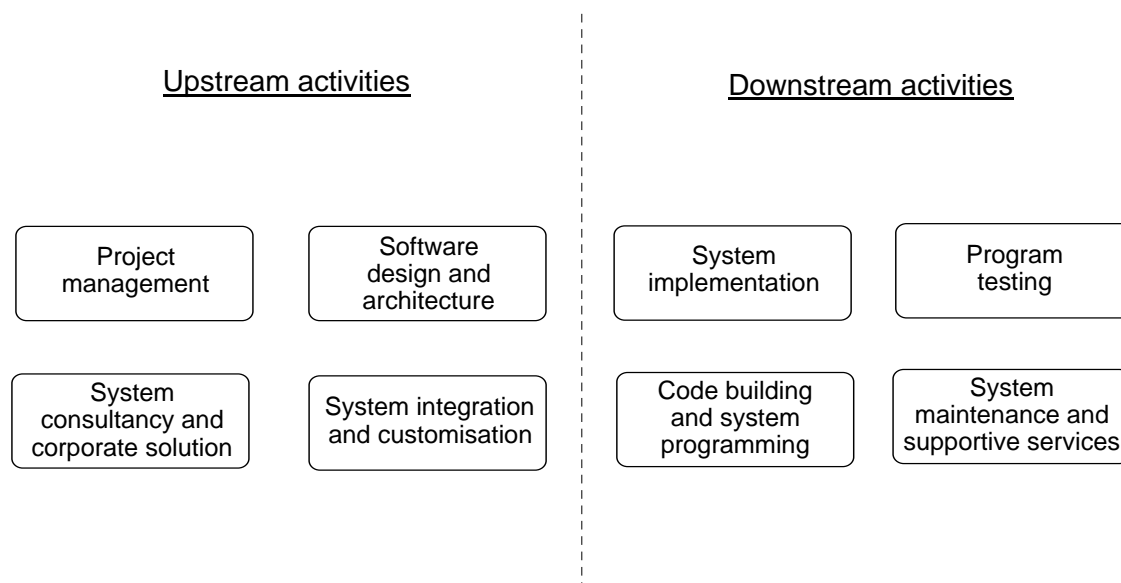 Upstream activities
Downstream activities
Project
management
Software
design and
architecture
System
implementation
Program
testing
System
consultancy and
corporate solution
System integration
and customisation
Code building
and system
programming
System
maintenance and
supportive services